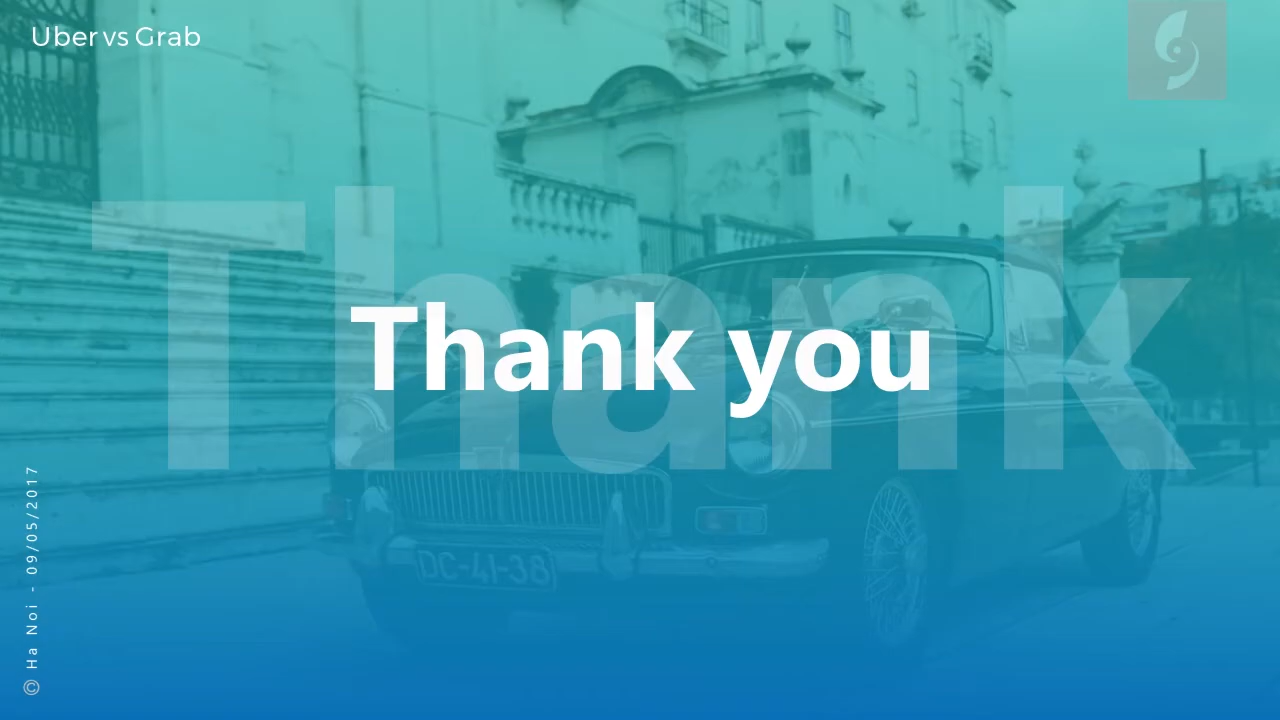 Uber vs Grab
Thank
Thank you
DC-41-38
© Ha Noi - 09/05/2017